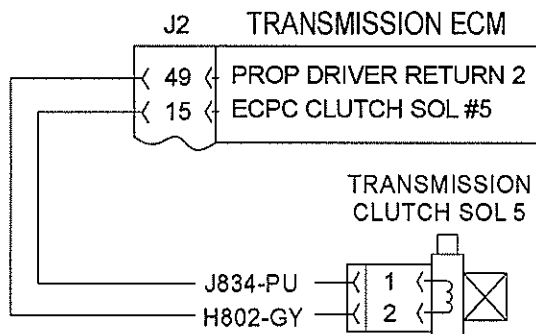 J2 TRANSMISSION ECM
49 PROP DRIVER RETURN 2
15 ECPC CLUTCH SOL #5
TRANSMISSION
CLUTCH SOL 5
J834-PU 1
H802-GY 2